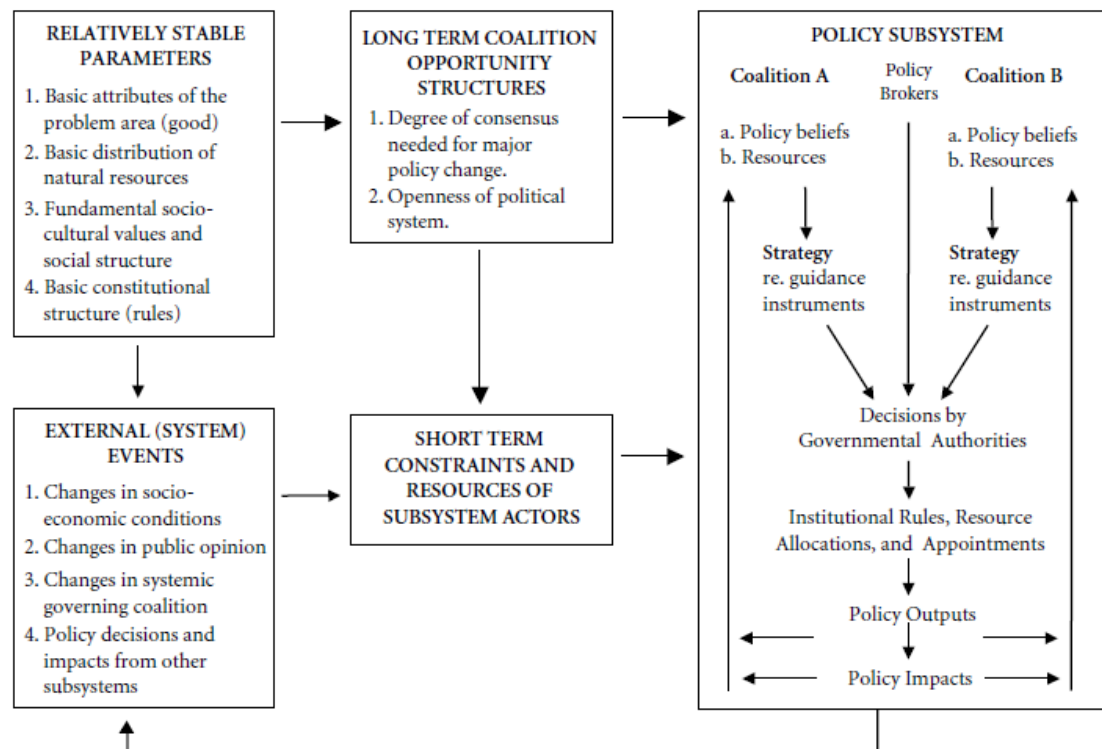 RELATIVELY STABLE
PARAMETERS
1. Basic attributes of the
problem area (good)
2. Basic distribution of
natural resources
3. Fundamental socio-
cultural values and
social structure
4. Basic constitutional
structure (rules)
LONG TERM COALITION
OPPORTUNITY
STRUCTURES
1. Degree of consensus
needed for major
policy change.
2. Openness of political
system.
POLICY SUBSYSTEM
Coalition A
Policy
Brokers
Coalition B
a. Policy beliefs
b. Resources
a. Policy beliefs
b. Resources
Strategy
re. guidance
instruments
Strategy
re. guidance
instruments
Decisions by
Governmental Authorities
Institutional Rules, Resource
Allocations, and Appointments
Policy Outputs
Policy Impacts
EXTERNAL (SYSTEM)
EVENTS
1. Changes in socio-
economic conditions
2. Changes in public opinion
3. Changes in systemic
governing coalition
4. Policy decisions and
impacts from other
subsystems
SHORT TERM
CONSTRAINTS AND
RESOURCES OF
SUBSYSTEM ACTORS